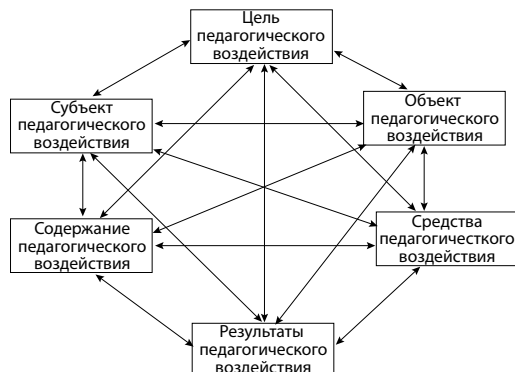 Цель
педагогического
воздействия
Субъект
педагогического
воздействия
Объект
педагогического
воздействия
Содержание
педагогического
воздействия
Средства
педагогичесткого
воздействия
Результаты
педагогического
воздействия